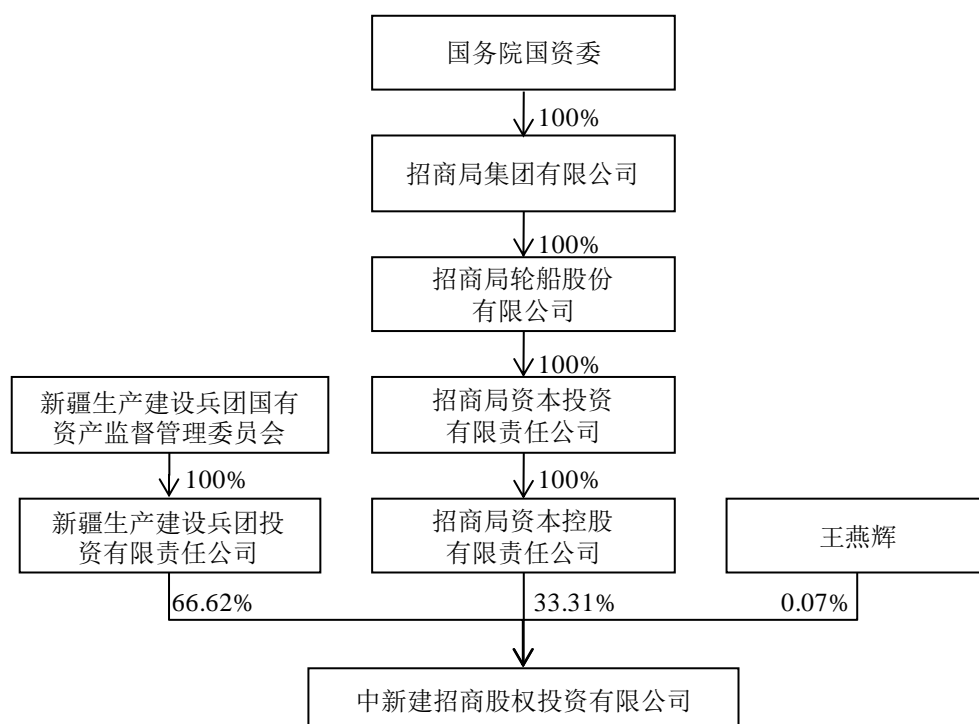 国务院国资委
100%
招商局集团有限公司
100%
招商局轮船股份
有限公司
100%
新疆生产建设兵团国有
资产监督管理委员会
招商局资本投资
有限责任公司
100%
100%
新疆生产建设兵团投
资有限责任公司
招商局资本控股
有限责任公司
王燕辉
66.62%
33.31%
0.07%
中新建招商股权投资有限公司